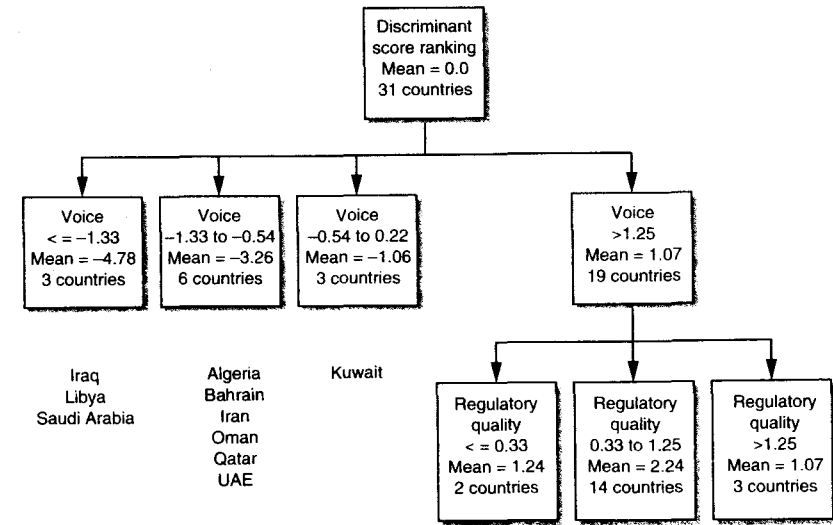 Discriminant
score ranking
Mean = 0.0
31 countries
Voice
< = –1.33
Mean = –4.78
3 countries
Voice
–1.33 to –0.54
Mean = –3.26
6 countries
Voice
–0.54 to 0.22
Mean = –1.06
3 countries
Voice
>1.25
Mean = 1.07
19 countries
Iraq
Libya
Saudi Arabia
Algeria
Bahrain
Iran
Oman
Qatar
UAE
Kuwait
Regulatory
quality
< = 0.33
Mean = 1.24
2 countries
Regulatory
quality
0.33 to 1.25
Mean = 2.24
14 countries
Regulatory
quality
>1.25
Mean = 1.07
3 countries